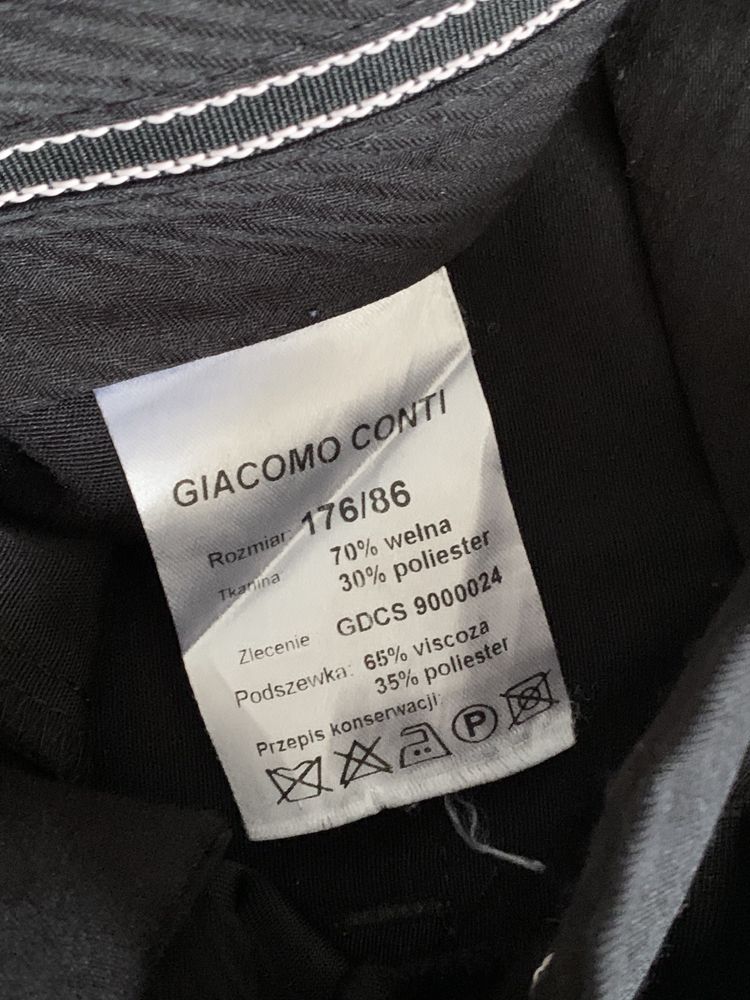 GIACOMO CONTI
Rozmiar: 176/86
Tkanina 70% wełna
30% poliester
Zlecenie GDCS 9000024
Podszewka: 65% viscoza
35% poliester
Przepis konserwacji:
P